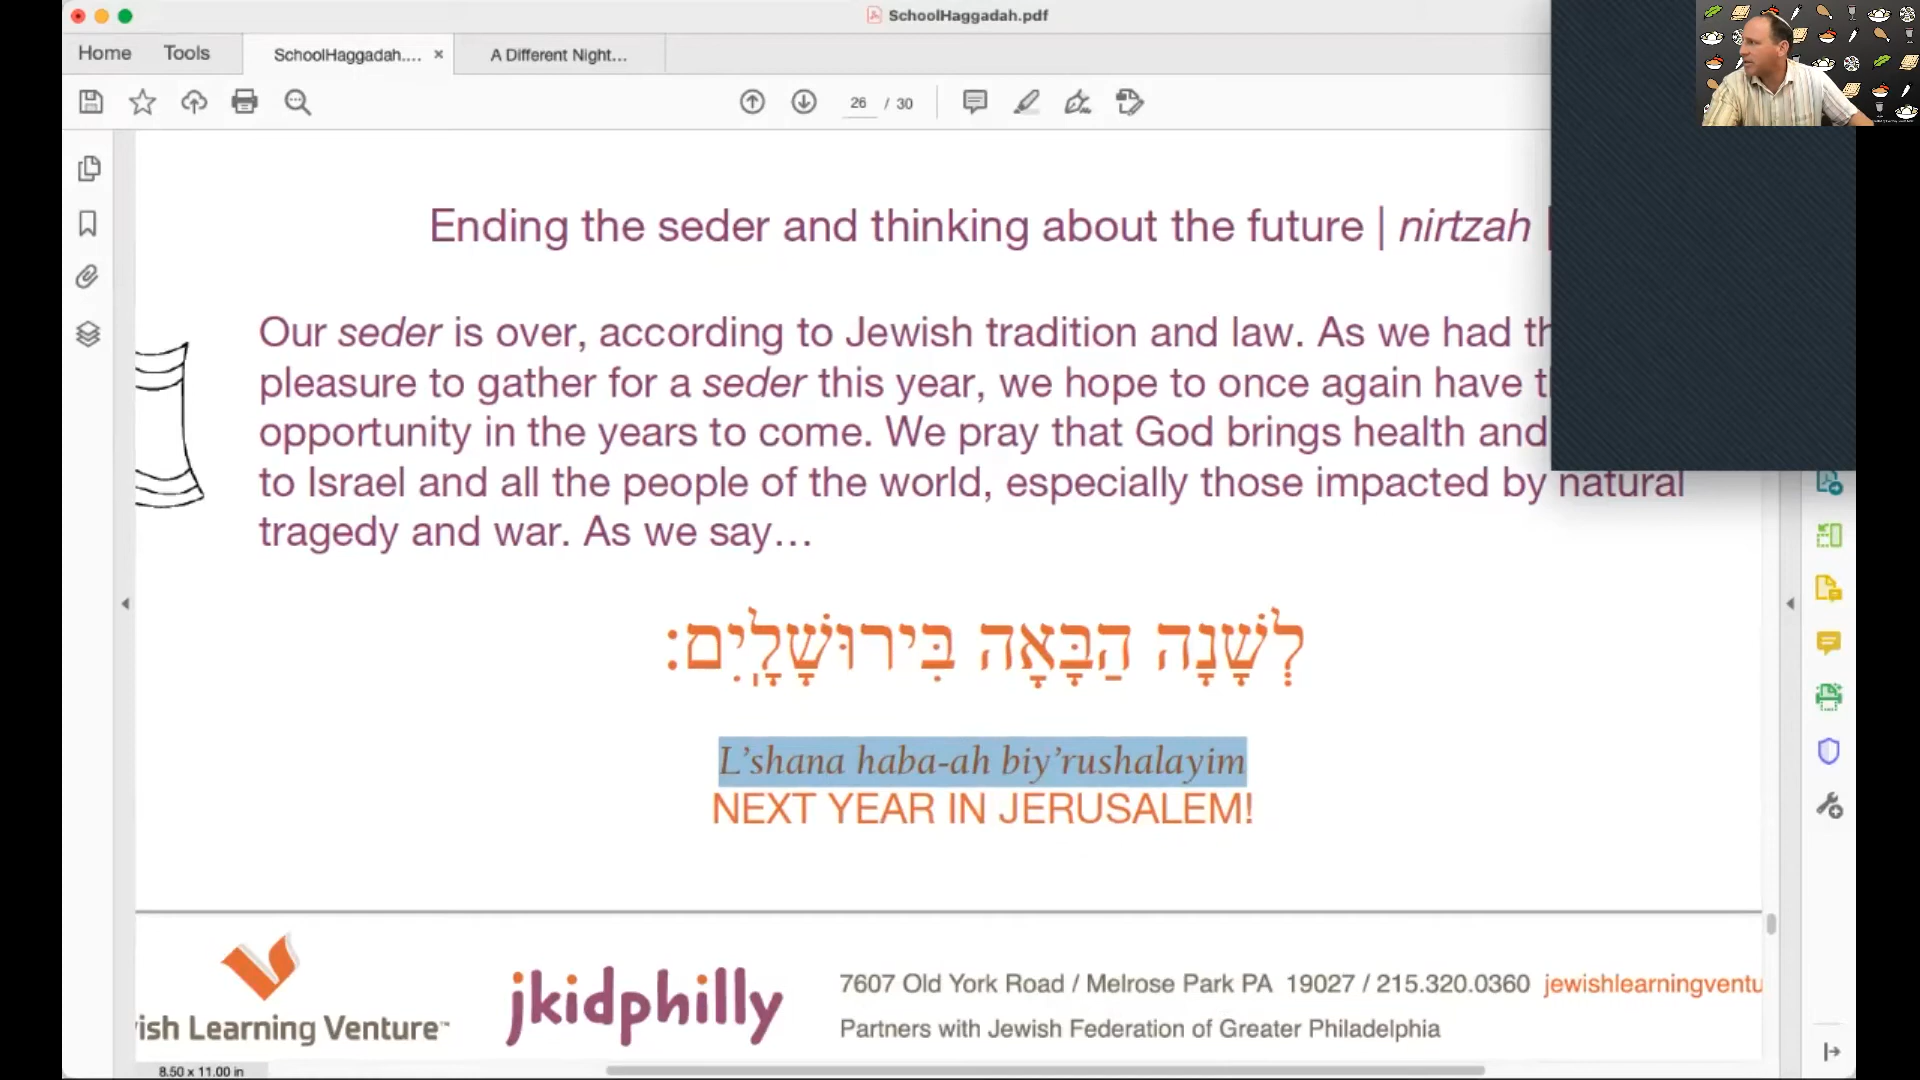 SchoolHaggadah.pdf
Home Tools SchoolHaggadah.... × A Different Night...
26 / 30
Ending the seder and thinking about the future | nirtzah |
Our seder is over, according to Jewish tradition and law. As we had
pleasure to gather for a seder this year, we hope to once again have
opportunity in the years to come. We pray that God brings health and
to Israel and all the people of the world, especially those impacted by natural
tragedy and war. As we say…
לְשָׁנָה הַבָּאָה בִּירוּשָׁלָֽיִם:
L’shana haba-ah biy’rushalayim
NEXT YEAR IN JERUSALEM!
ish Learning Venture™
jkidphilly
7607 Old York Road / Melrose Park PA 19027 / 215.320.0360 jewishlearningventu
Partners with Jewish Federation of Greater Philadelphia
8.50 x 11.00 in